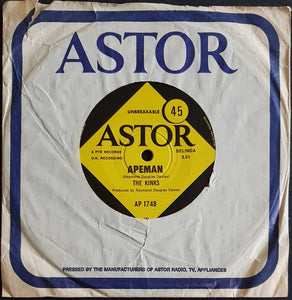 ASTOR
UNBREAKABLE
45
ASTOR
A PYE RECORDS
U.K. RECORDING
BELINDA
3.51
APEMAN
(Raymond Douglas Davies)
THE KINKS
Produced by Raymond Douglas Davies
AP 1748
PRESSED BY THE MANUFACTURERS OF ASTOR RADIO, TV, APPLIANCES